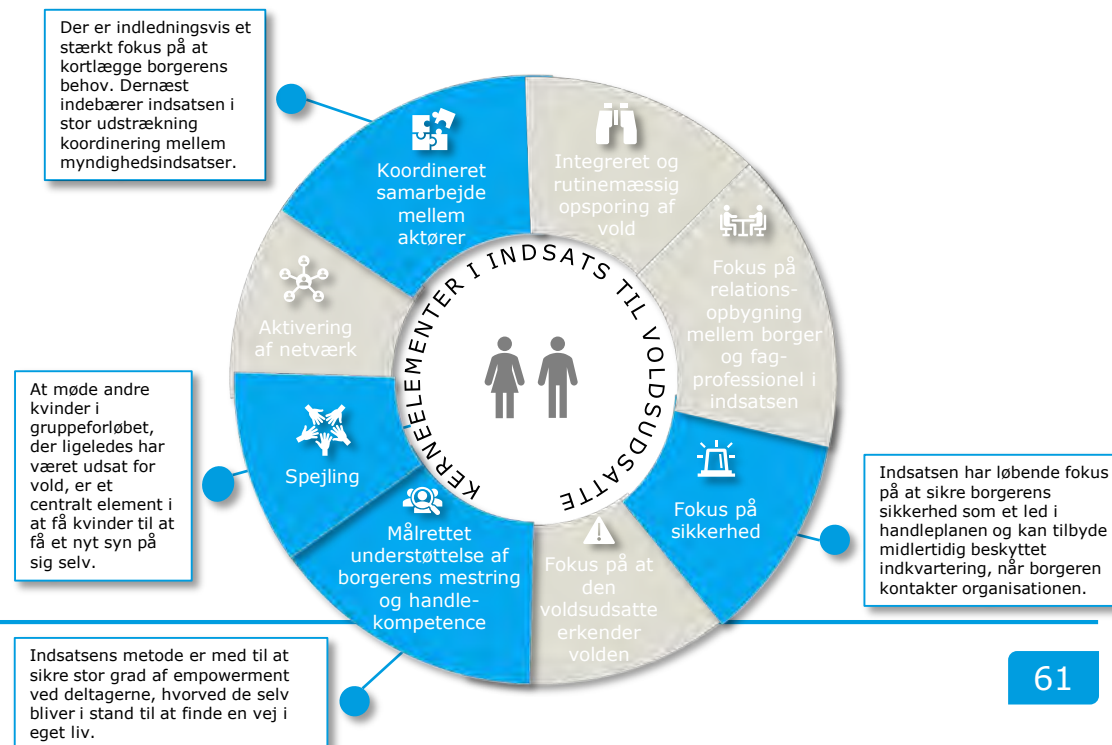 Der er indledningsvis et
stærkt fokus på at
kortlægge borgerens
behov. Dernæst
indebærer indsatsen i
stor udstrækning
koordinering mellem
myndighedsindsatser.
Koordineret
samarbejde
mellem
aktører
Integreret og
rutinemæssig
opsporing af
vold
Fokus på
relations-
opbygning
mellem borger
og fag-
professionel i
indsatsen
Aktivering
af netværk
KERNEELEMENTER I INDSATS TIL VOLDSUDSATTE
At møde andre
kvinder i
gruppeforløbet,
der ligeledes har
været udsat for
vold, er et
centralt element i
at få kvinder til at
få et nyt syn på
sig selv.
Spejling
Målrettet
understøttelse af
borgerens mestring
og handle-
kompetence
Fokus på at
den
voldsudsatte
erkender
volden
Fokus på
sikkerhed
Indsatsen har løbende fokus
på at sikre borgerens
sikkerhed som et led i
handleplanen og kan tilbyde
midlertidig beskyttet
indkvartering, når borgeren
kontakter organisationen.
Indsatsens metode er med til at
sikre stor grad af empowerment
ved deltagerne, hvorved de selv
bliver i stand til at finde en vej i
eget liv.
61